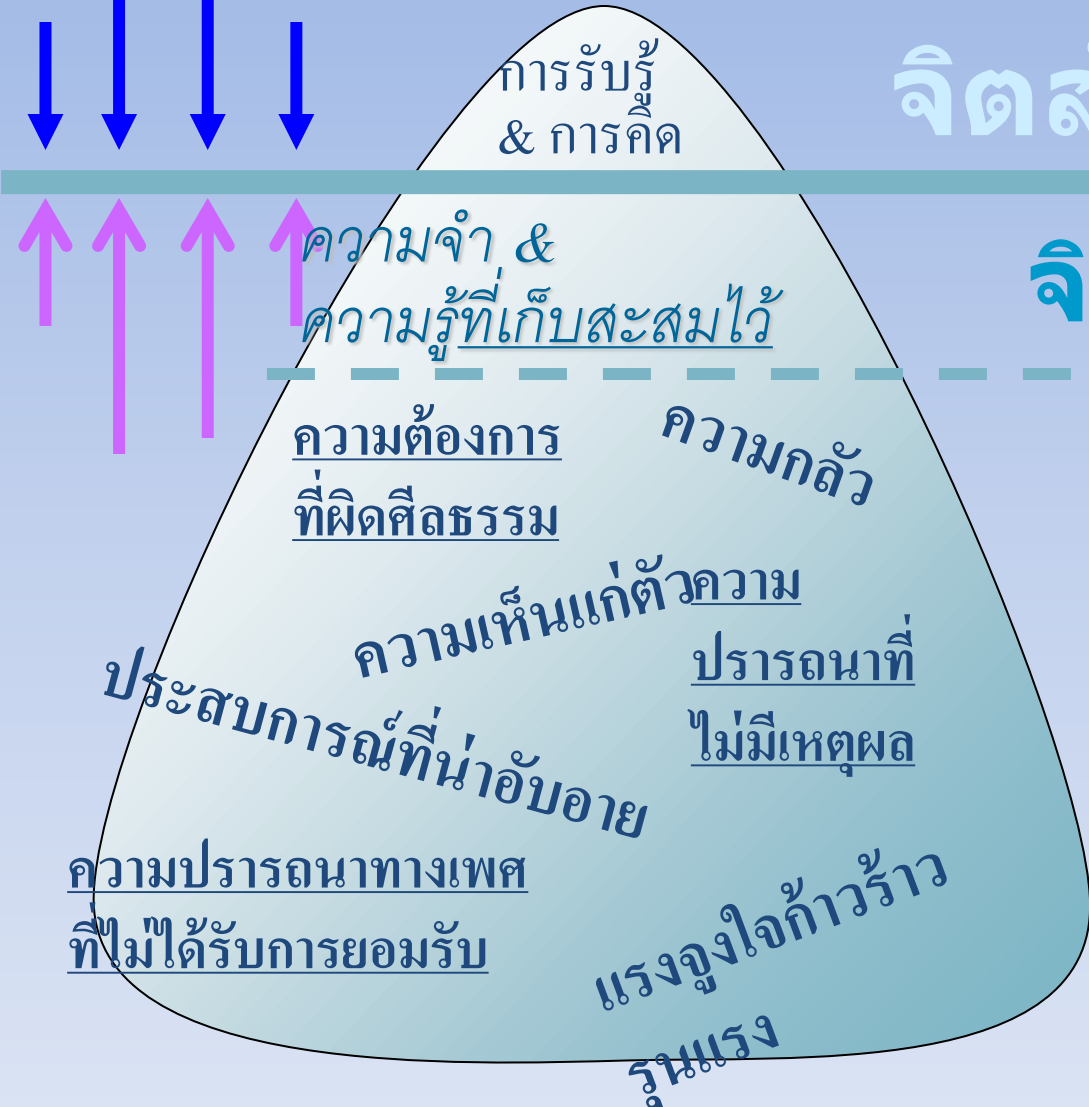 การรับรู้
& การคิด
ความจำ &
ความรู้ที่เก็บสะสมไว้
ความต้องการ
ที่ผิดศีลธรรม
ความกลัว
ความเห็นแก่ตัว
ความ
ปรารถนาที่
ไม่มีเหตุผล
ประสบการณ์ที่น่าอับอาย
ความปรารถนาทางเพศ
ที่ไม่ได้รับการยอมรับ
แรงจูงใจก้าวร้าว
รุนแรง